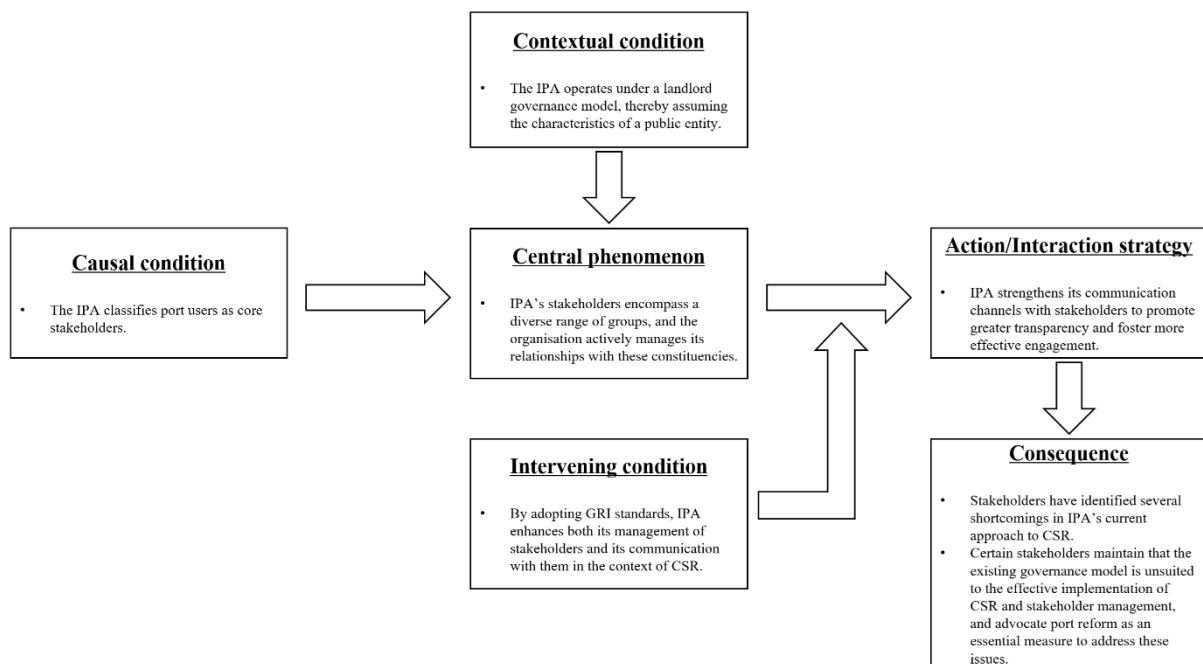 Contextual condition
• The IPA operates under a landlord
governance model, thereby assuming
the characteristics of a public entity.
Causal condition
• The IPA classifies port users as core
stakeholders.
Central phenomenon
• IPA's stakeholders encompass a
diverse range of groups, and the
organisation actively manages its
relationships with these constituencies.
Action/Interaction strategy
• IPA strengthens its communication
channels with stakeholders to promote
greater transparency and foster more
effective engagement.
Intervening condition
• By adopting GRI standards, IPA
enhances both its management of
stakeholders and its communication
with them in the context of CSR.
Consequence
• Stakeholders have identified several
shortcomings in IPA's current
approach to CSR.
• Certain stakeholders maintain that the
existing governance model is unsuited
to the effective implementation of
CSR and stakeholder management,
and advocate port reform as an
essential measure to address these
issues.